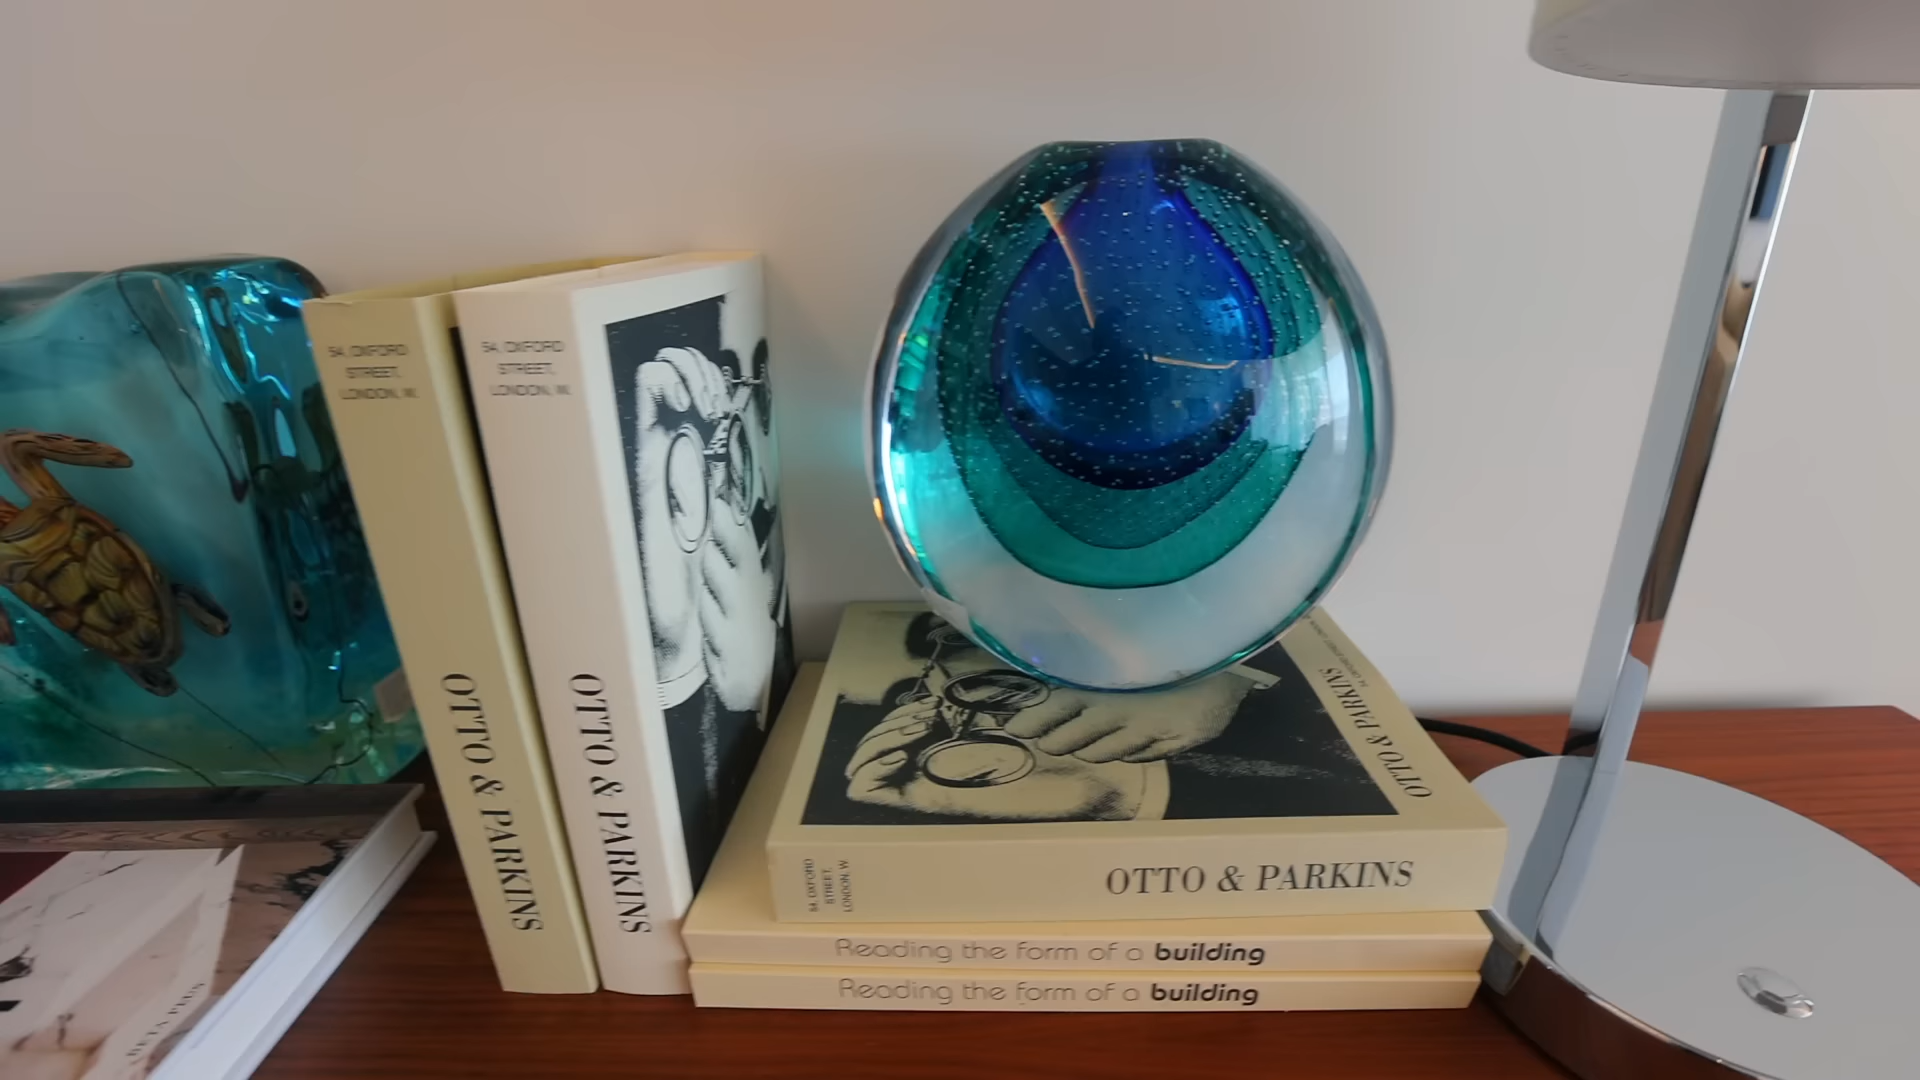 54, OXFORD
STREET,
LONDON, W.
OTTO & PARKINS
54, OXFORD
STREET,
LONDON, W.
OTTO & PARKINS
OTTO & PARKINS
54, OXFORD
STREET,
LONDON, W
OTTO & PARKINS
Reading the form of a building
Reading the form of a building